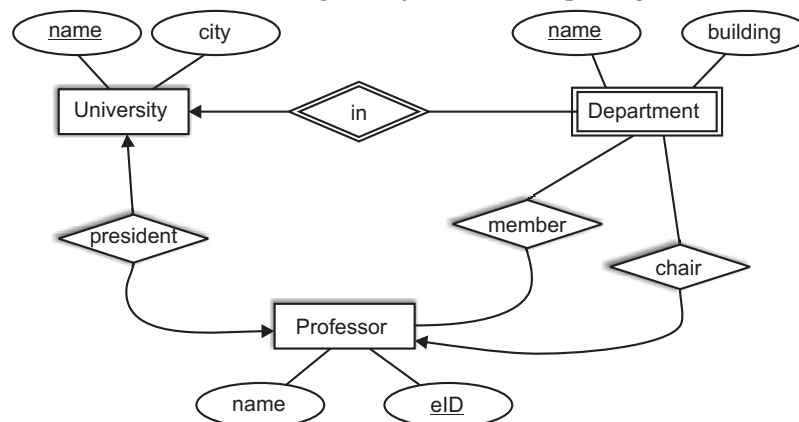 name
city
name
building
University
in
Department
president
member
chair
Professor
name
eID